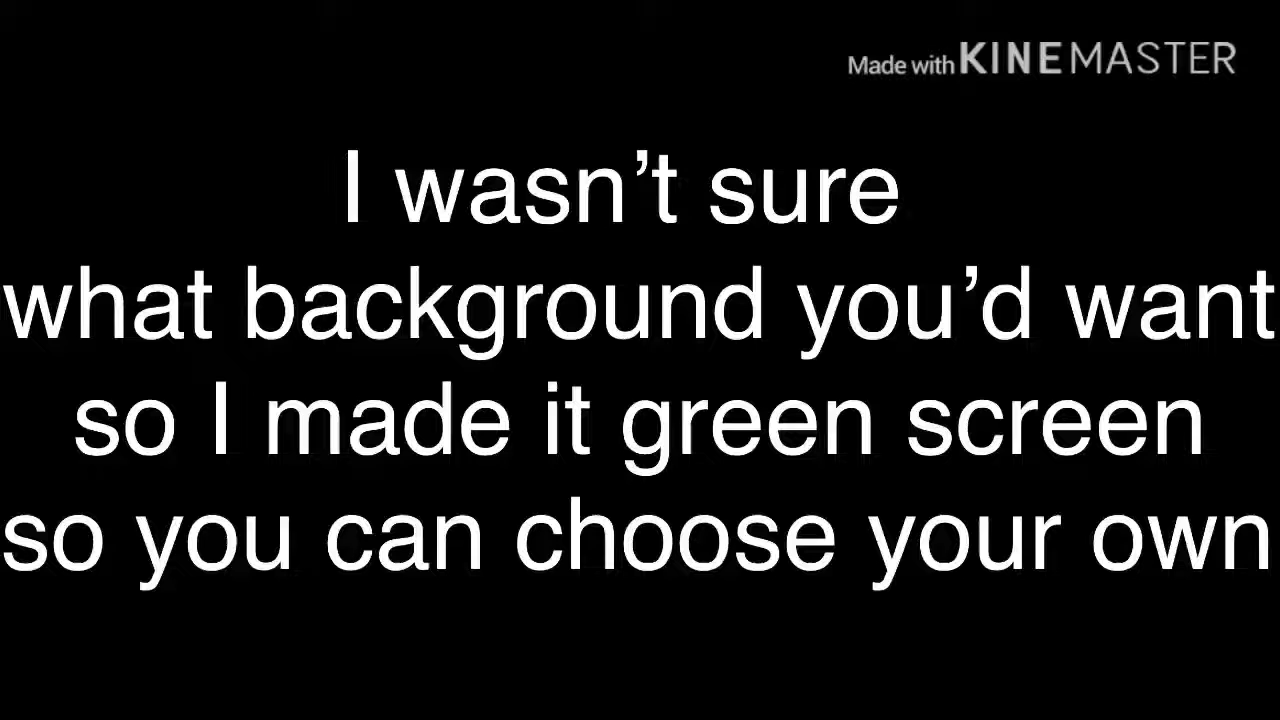 Made with KINEMASTER
I wasn’t sure
what background you’d want
so I made it green screen
so you can choose your own